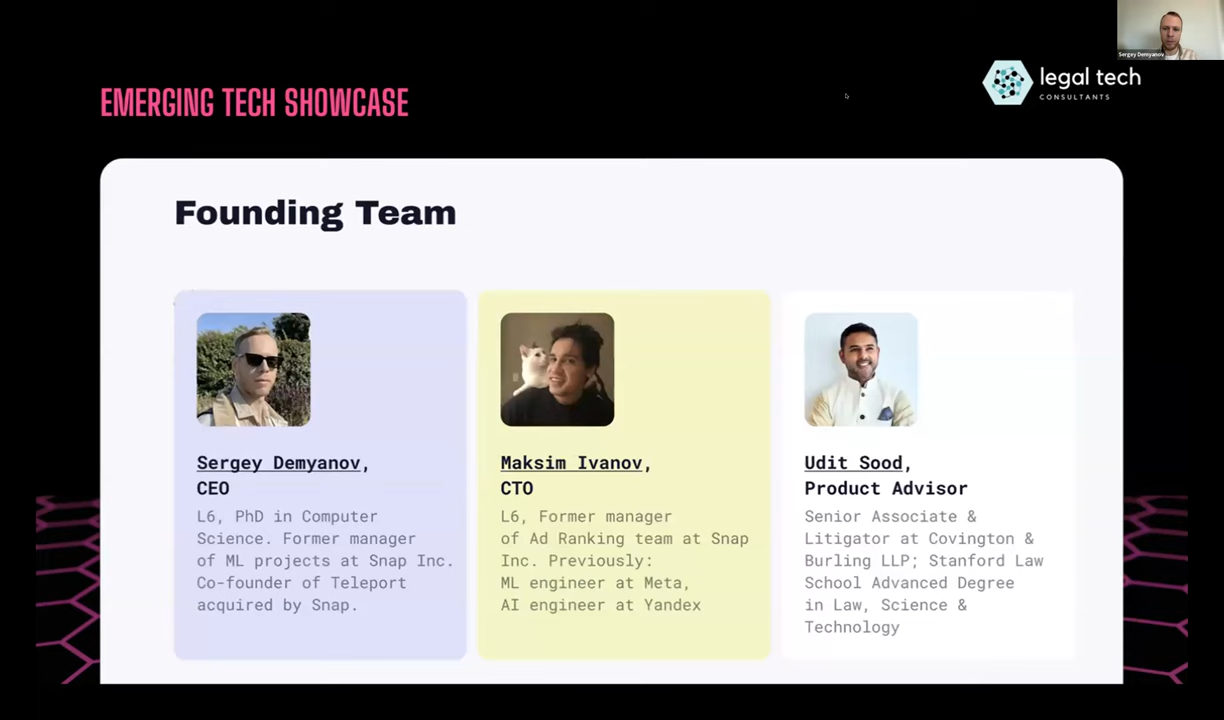 Sergey Demyanov
legal tech
CONSULTANTS
EMERGING TECH SHOWCASE
Founding Team
Sergey Demyanov,
CEO
L6, PhD in Computer
Science. Former manager
of ML projects at Snap Inc.
Co-founder of Teleport
acquired by Snap.
Maksim Ivanov,
CTO
L6, Former manager
of Ad Ranking team at Snap
Inc. Previously:
ML engineer at Meta,
AI engineer at Yandex
Udit Sood,
Product Advisor
Senior Associate &
Litigator at Covington &
Burling LLP; Stanford Law
School Advanced Degree
in Law, Science &
Technology